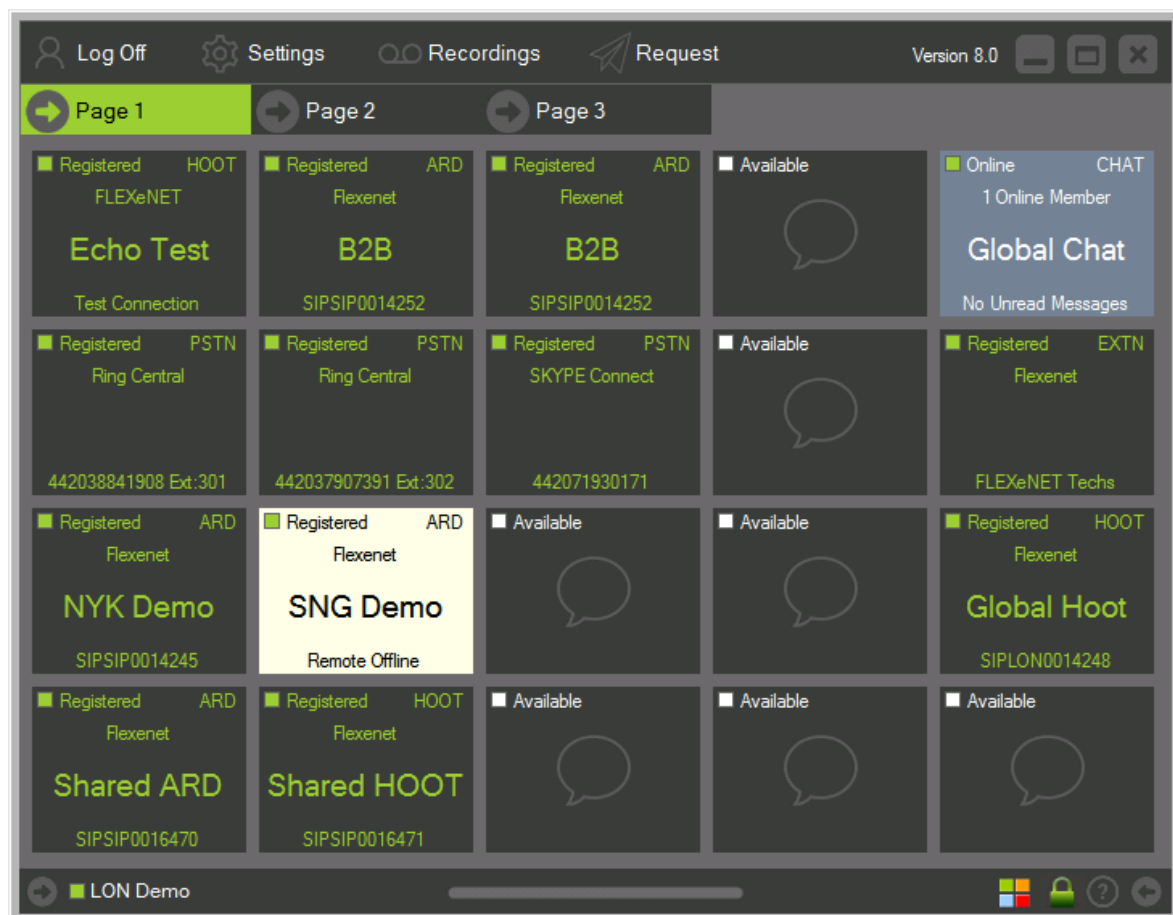 Log Off Settings Recordings Request Version 8.0
Page 1 Page 2 Page 3
Registered HOOT Registered ARD Registered ARD Available Online CHAT
FLEXeNET Flexenet Flexenet 1 Online Member
Echo Test B2B B2B Global Chat
Test Connection SIPSIP0014252 SIPSIP0014252 No Unread Messages
Registered PSTN Registered PSTN Registered PSTN Available Registered EXTN
Ring Central Ring Central SKYPE Connect Flexenet
442038841908 Ext:301 442037907391 Ext:302 442071930171 FLEXeNET Techs
Registered ARD Registered ARD Available Available Registered HOOT
Flexenet Flexenet Flexenet
NYK Demo SNG Demo Global Hoot
SIPSIP0014245 Remote Offline SIPLON0014248
Registered ARD Registered HOOT Available Available Available
Flexenet Flexenet
Shared ARD Shared HOOT
SIPSIP0016470 SIPSIP0016471
LON Demo